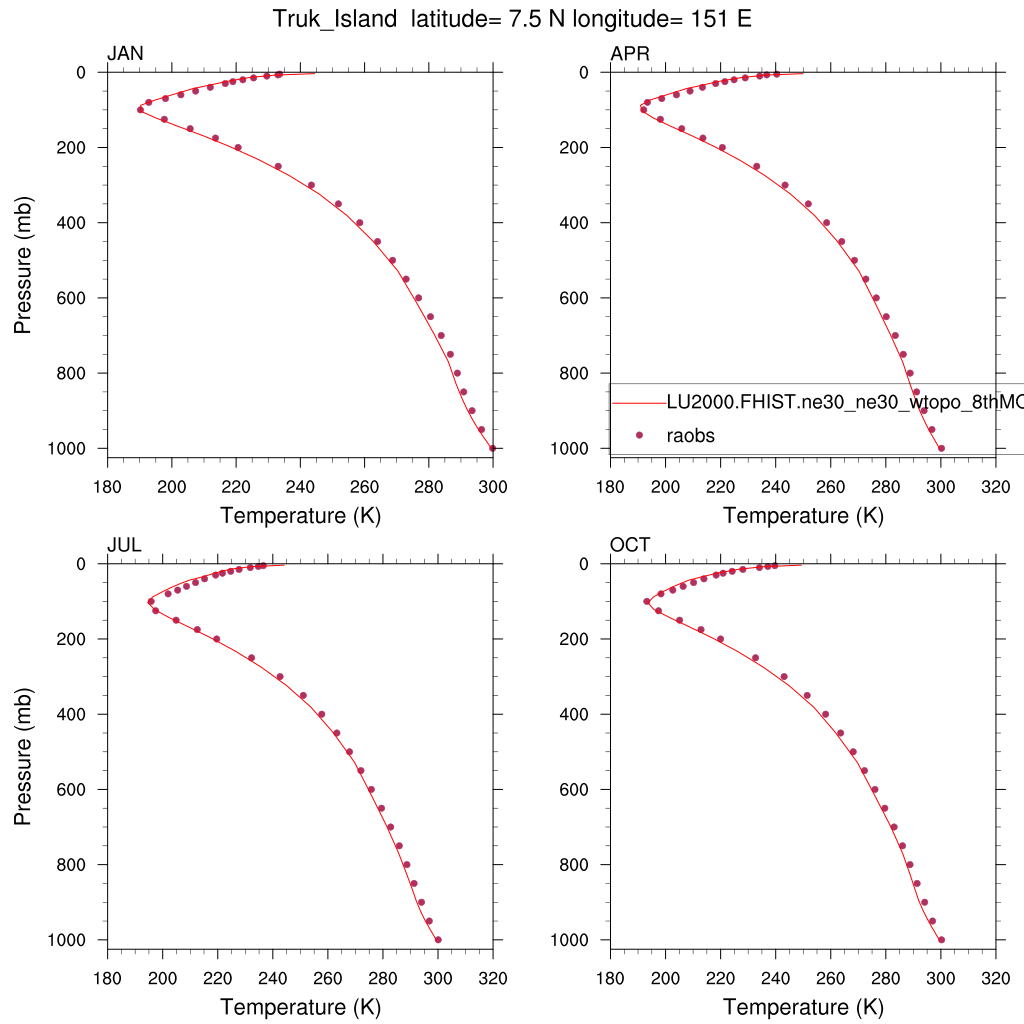 Truk_Island latitude= 7.5 N longitude= 151 E
JAN
APR
0
200
400
600
800
1000
Pressure (mb)
180 200 220 240 260 280 300
Temperature (K)
0
200
400
600
800
1000
LU2000.FHIST.ne30_ne30_wtopo_8thMC
raobs
180 200 220 240 260 280 300 320
Temperature (K)
JUL
OCT
0
200
400
600
800
1000
Pressure (mb)
180 200 220 240 260 280 300 320
Temperature (K)
0
200
400
600
800
1000
180 200 220 240 260 280 300 320
Temperature (K)